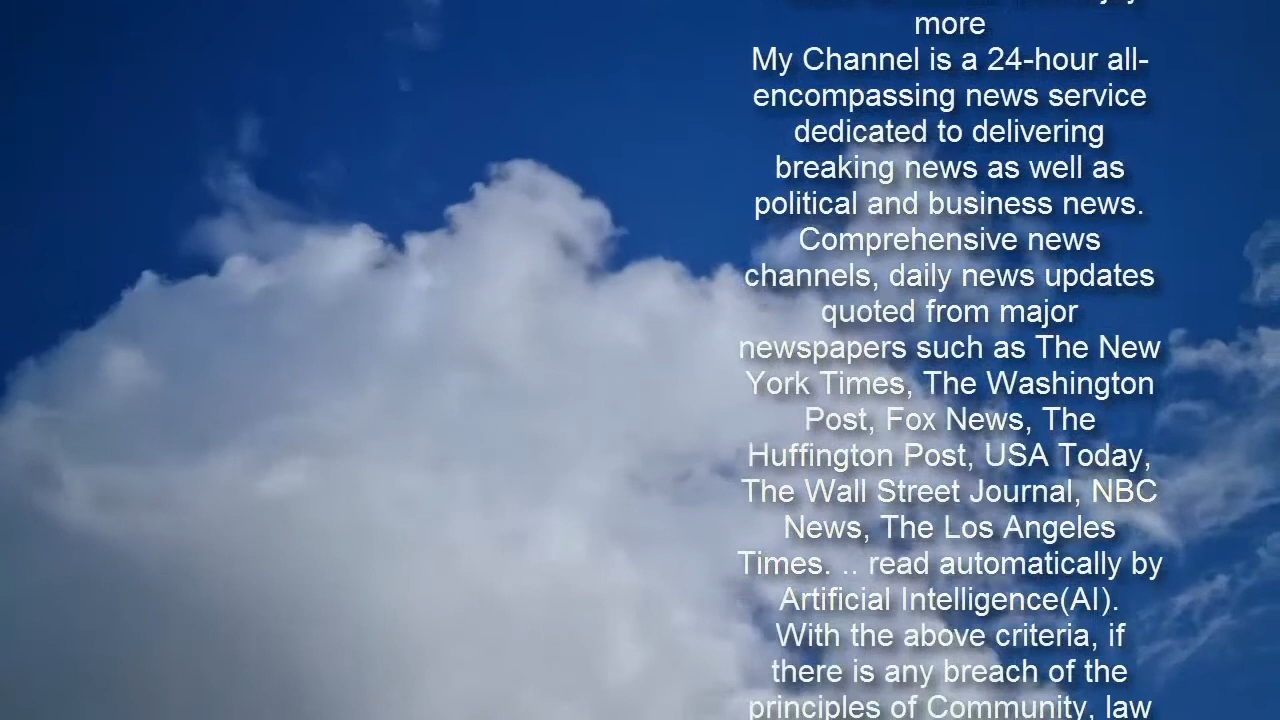 more
My Channel is a 24-hour all-
encompassing news service
dedicated to delivering
breaking news as well as
political and business news.
Comprehensive news
channels, daily news updates
quoted from major
newspapers such as The New
York Times, The Washington
Post, Fox News, The
Huffington Post, USA Today,
The Wall Street Journal, NBC
News, The Los Angeles
Times. .. read automatically by
Artificial Intelligence(AI).
With the above criteria, if
there is any breach of the
principles of Community, law